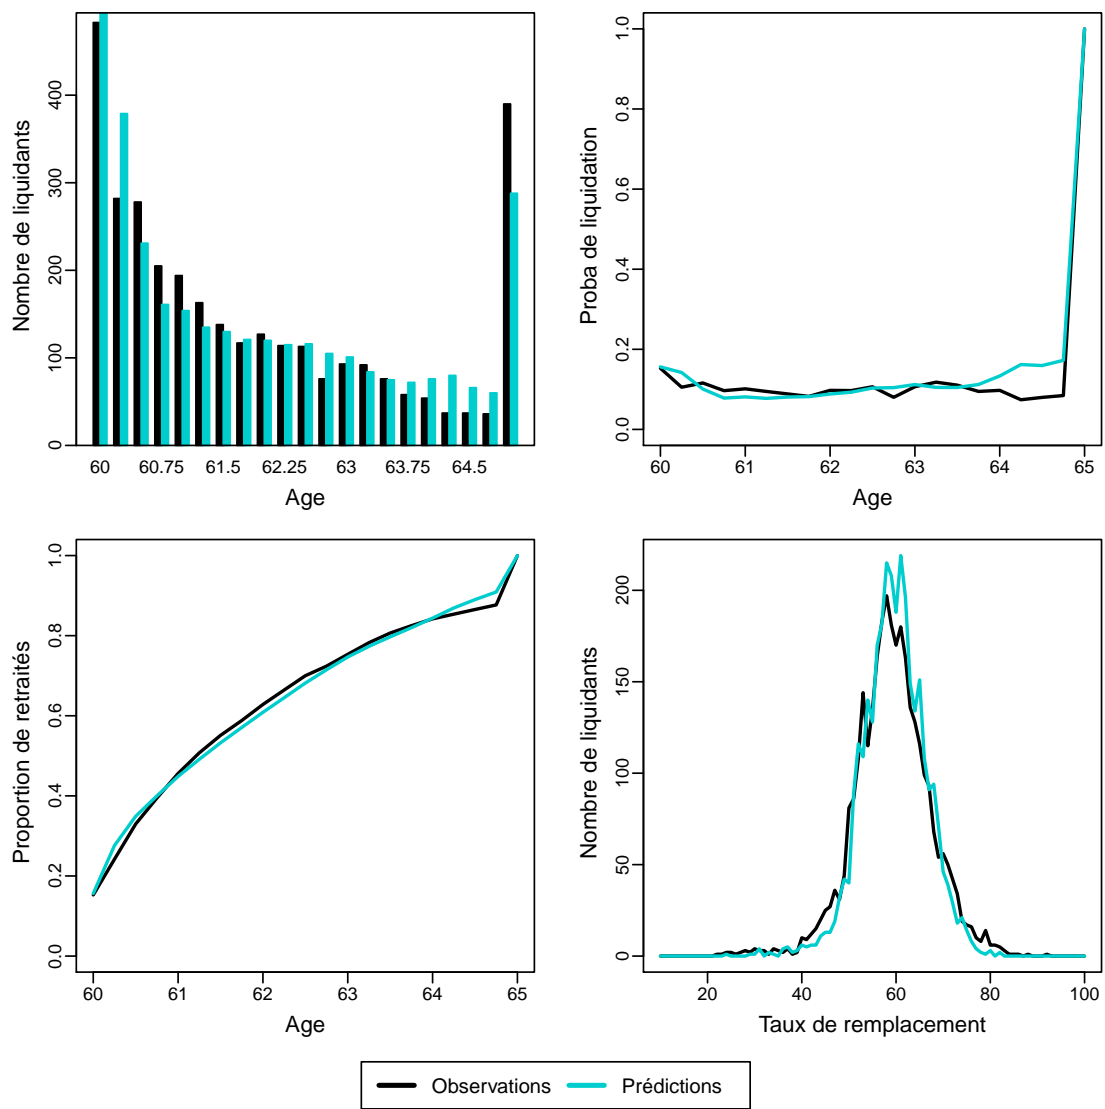 Nombre de liquidants
0 100 200 300 400
60 60.75 61.5 62.25 63 63.75 64.5
Age
Proba de liquidation
0.0 0.2 0.4 0.6 0.8 1.0
60 61 62 63 64 65
Age
Proportion de retraités
0.0 0.2 0.4 0.6 0.8 1.0
60 61 62 63 64 65
Age
Nombre de liquidants
0 50 100 150 200
20 40 60 80 100
Taux de remplacement
Observations Prédictions